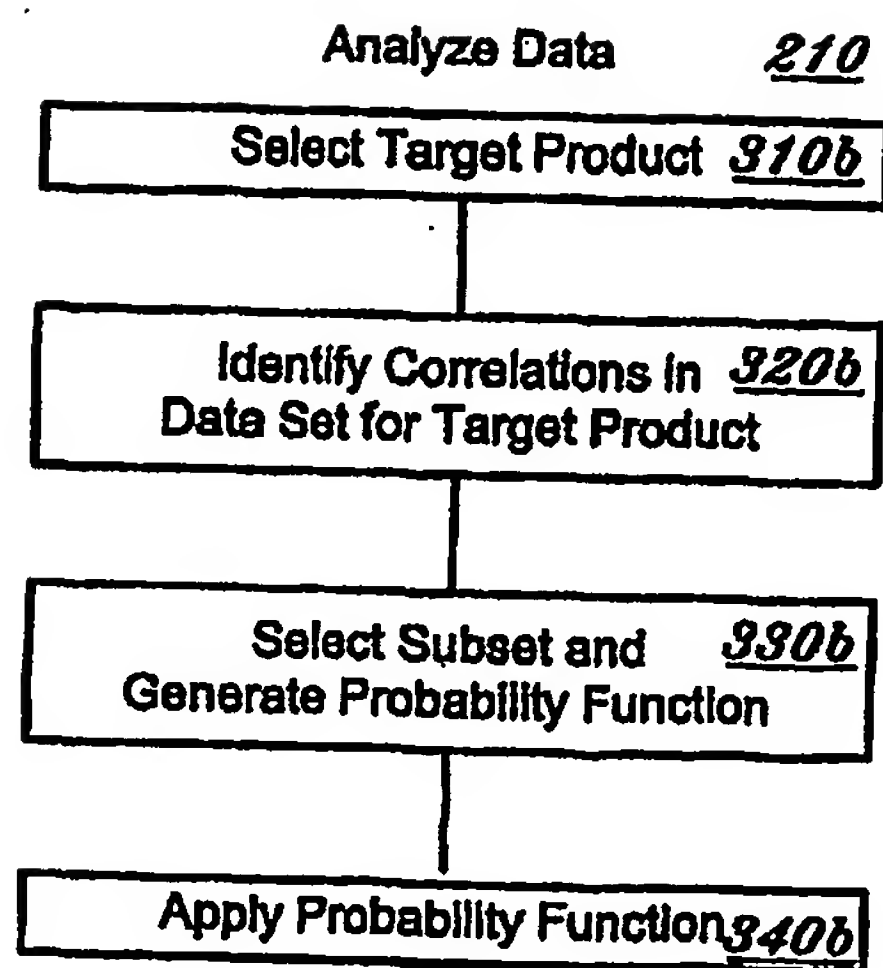 Analyze Data 210
Select Target Product 310b
Identify Correlations in 320b
Data Set for Target Product
Select Subset and 330b
Generate Probability Function
Apply Probability Function 340b